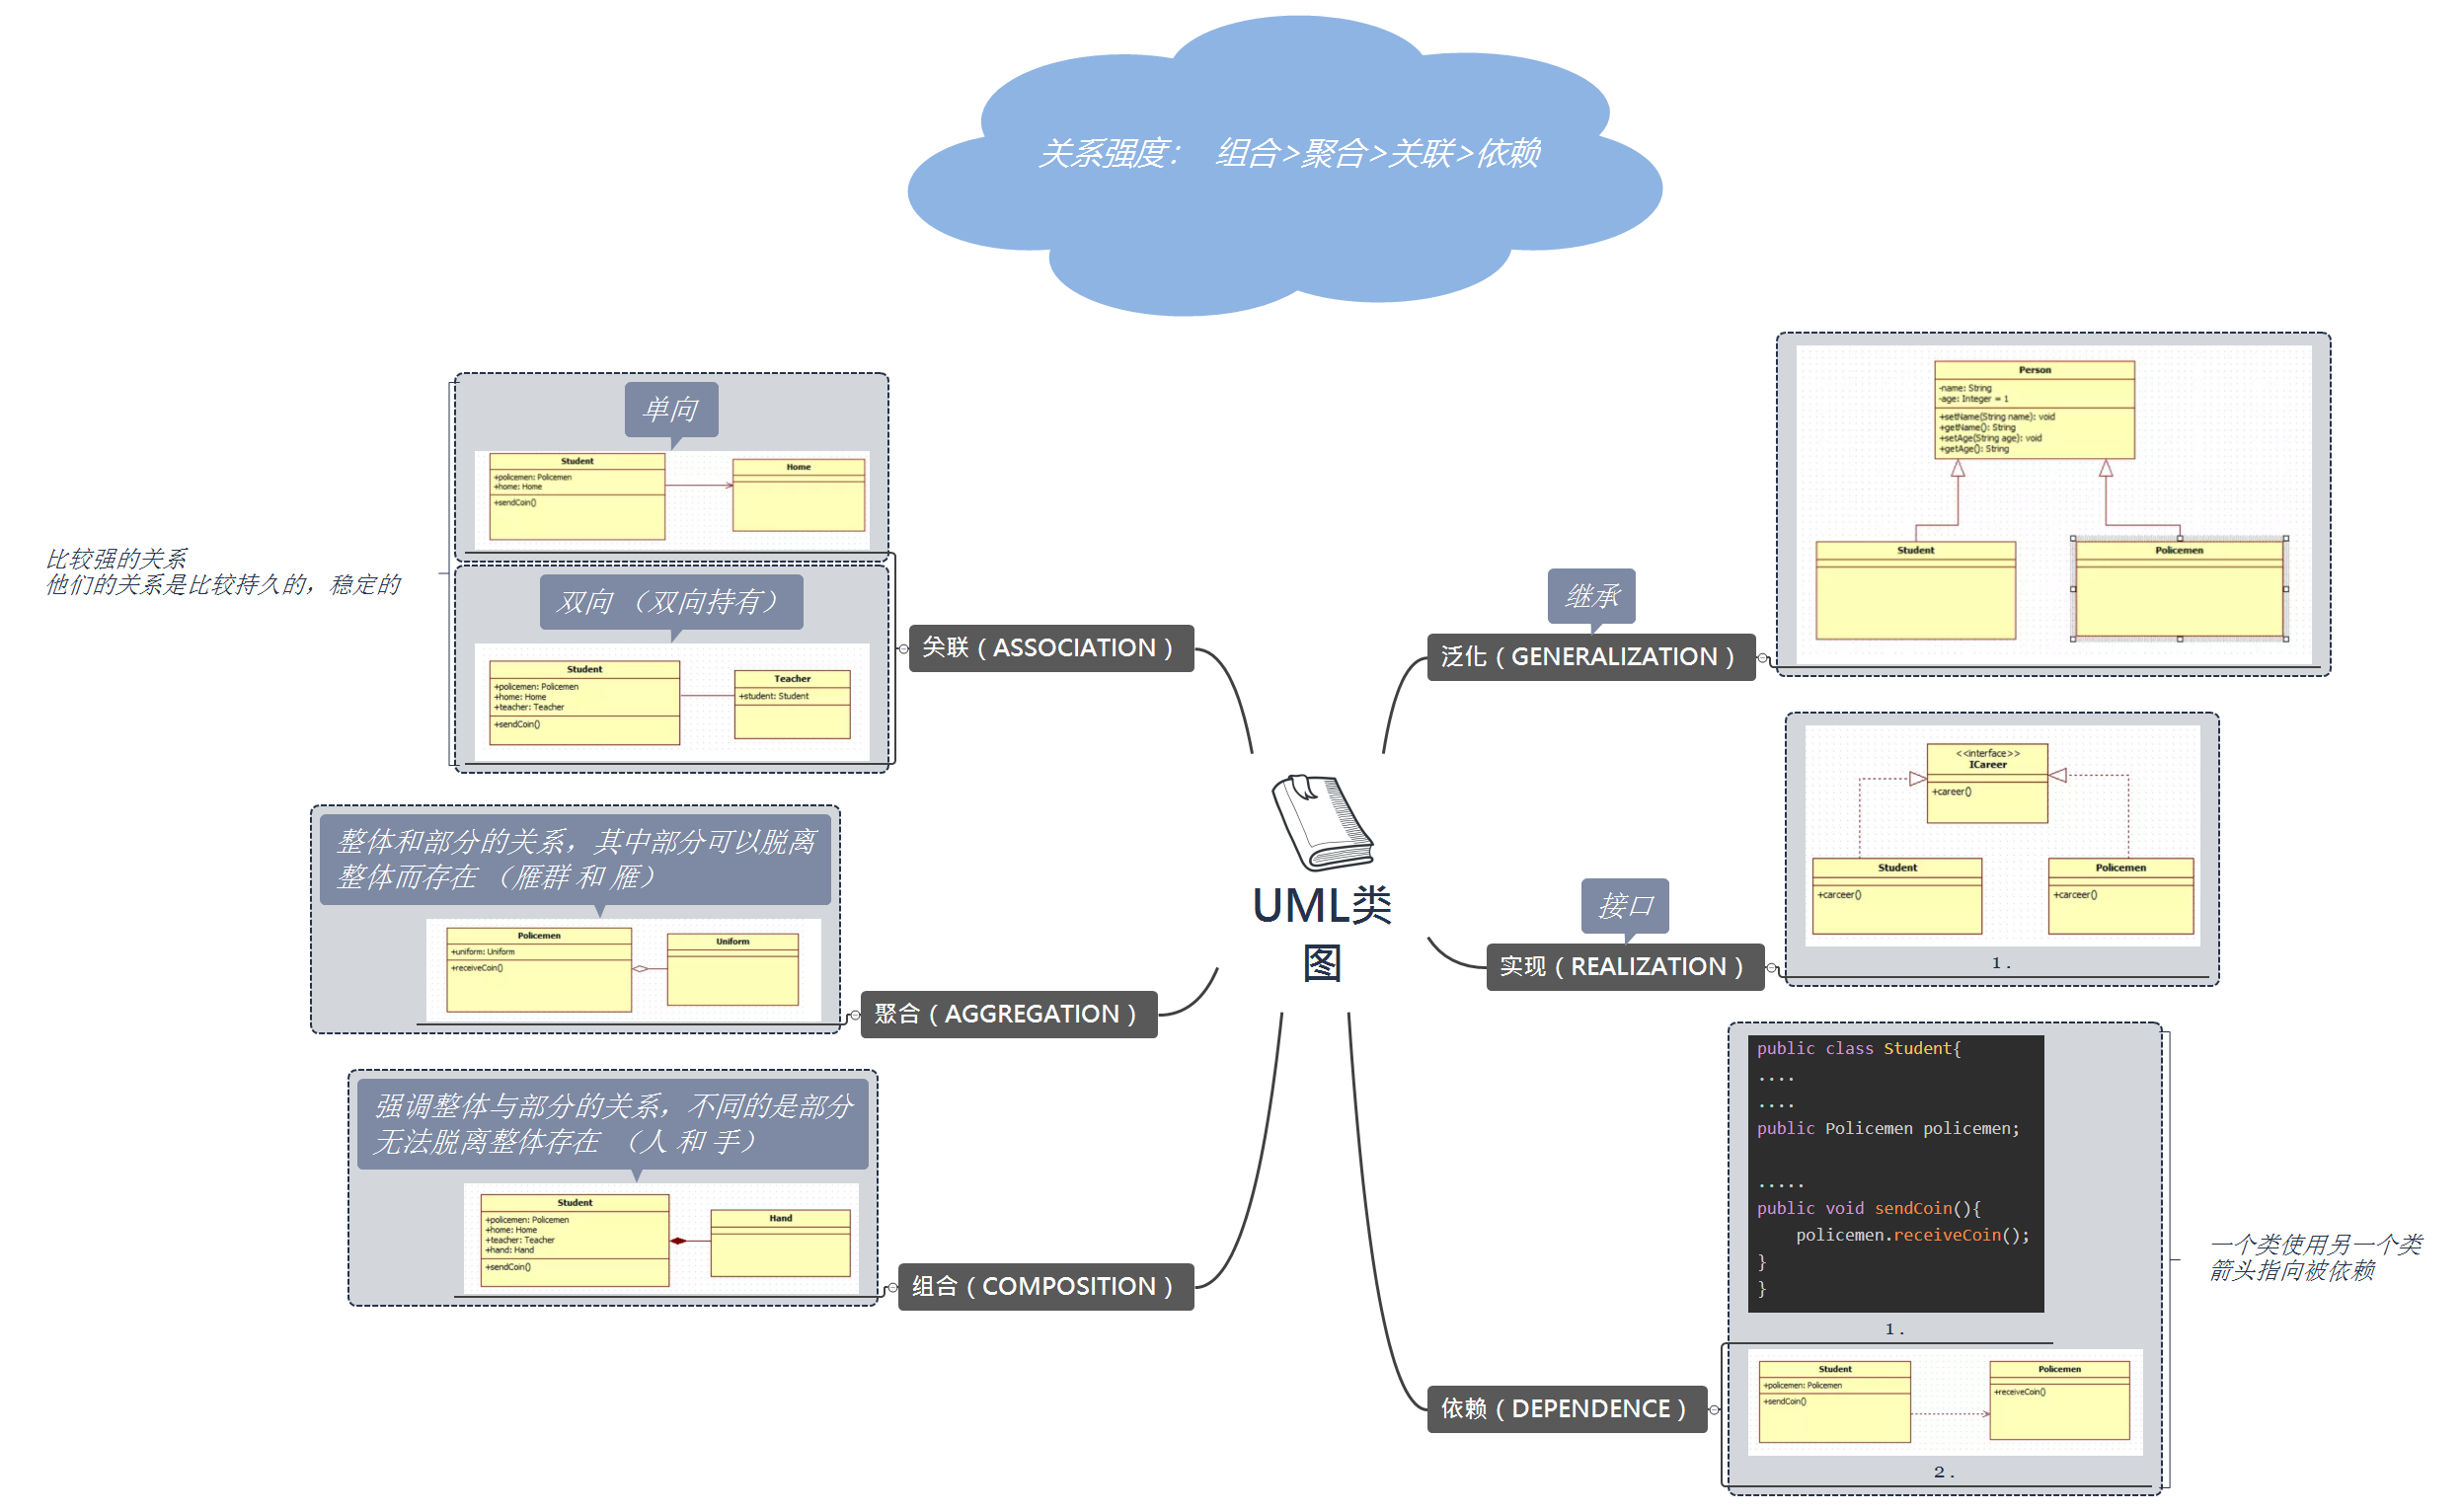 关系强度： 组合>聚合>关联>依赖
单向
Student
+policemen: Policemen
+home: Home
+sendCoin()
Home
比较强的关系
他们的关系是比较持久的，稳定的
双向 （双向持有）
Student
+policemen: Policemen
+home: Home
+teacher: Teacher
+sendCoin()
Teacher
+student: Student
关联（ASSOCIATION）
整体和部分的关系，其中部分可以脱离
整体而存在 （雁群 和 雁）
Policemen
+uniform: Uniform
+receiveCoin()
Uniform
聚合（AGGREGATION）
强调整体与部分的关系，不同的是部分
无法脱离整体存在 （人 和 手）
Student
+policemen: Policemen
+home: Home
+teacher: Teacher
+hand: Hand
+sendCoin()
Hand
组合（COMPOSITION）
UML类
图
继承
泛化（GENERALIZATION）
Person
-name: String
-age: Integer = 1
+setName(String name): void
+getName(): String
+setAge(String age): void
+getAge(): String
Student
Policemen
接口
实现（REALIZATION）
<<interface>>
ICareer
+career()
Student
+carceer()
Policemen
+carceer()
1.
依赖（DEPENDENCE）
public class Student{
....
....
public Policemen policemen;
.....
public void sendCoin(){
policemen.receiveCoin();
}
}
1.
Student
+policemen: Policemen
+sendCoin()
Policemen
+receiveCoin()
2.
一个类使用另一个类
箭头指向被依赖